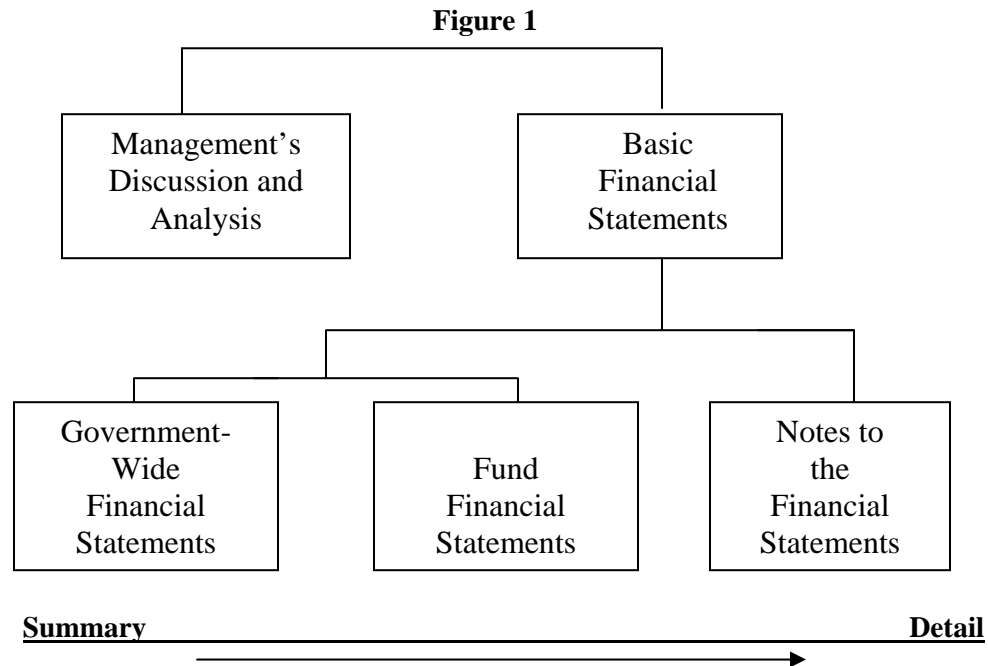 Figure 1
Management’s
Discussion and
Analysis
Basic
Financial
Statements
Government-
Wide
Financial
Statements
Fund
Financial
Statements
Notes to
the
Financial
Statements
Summary Detail